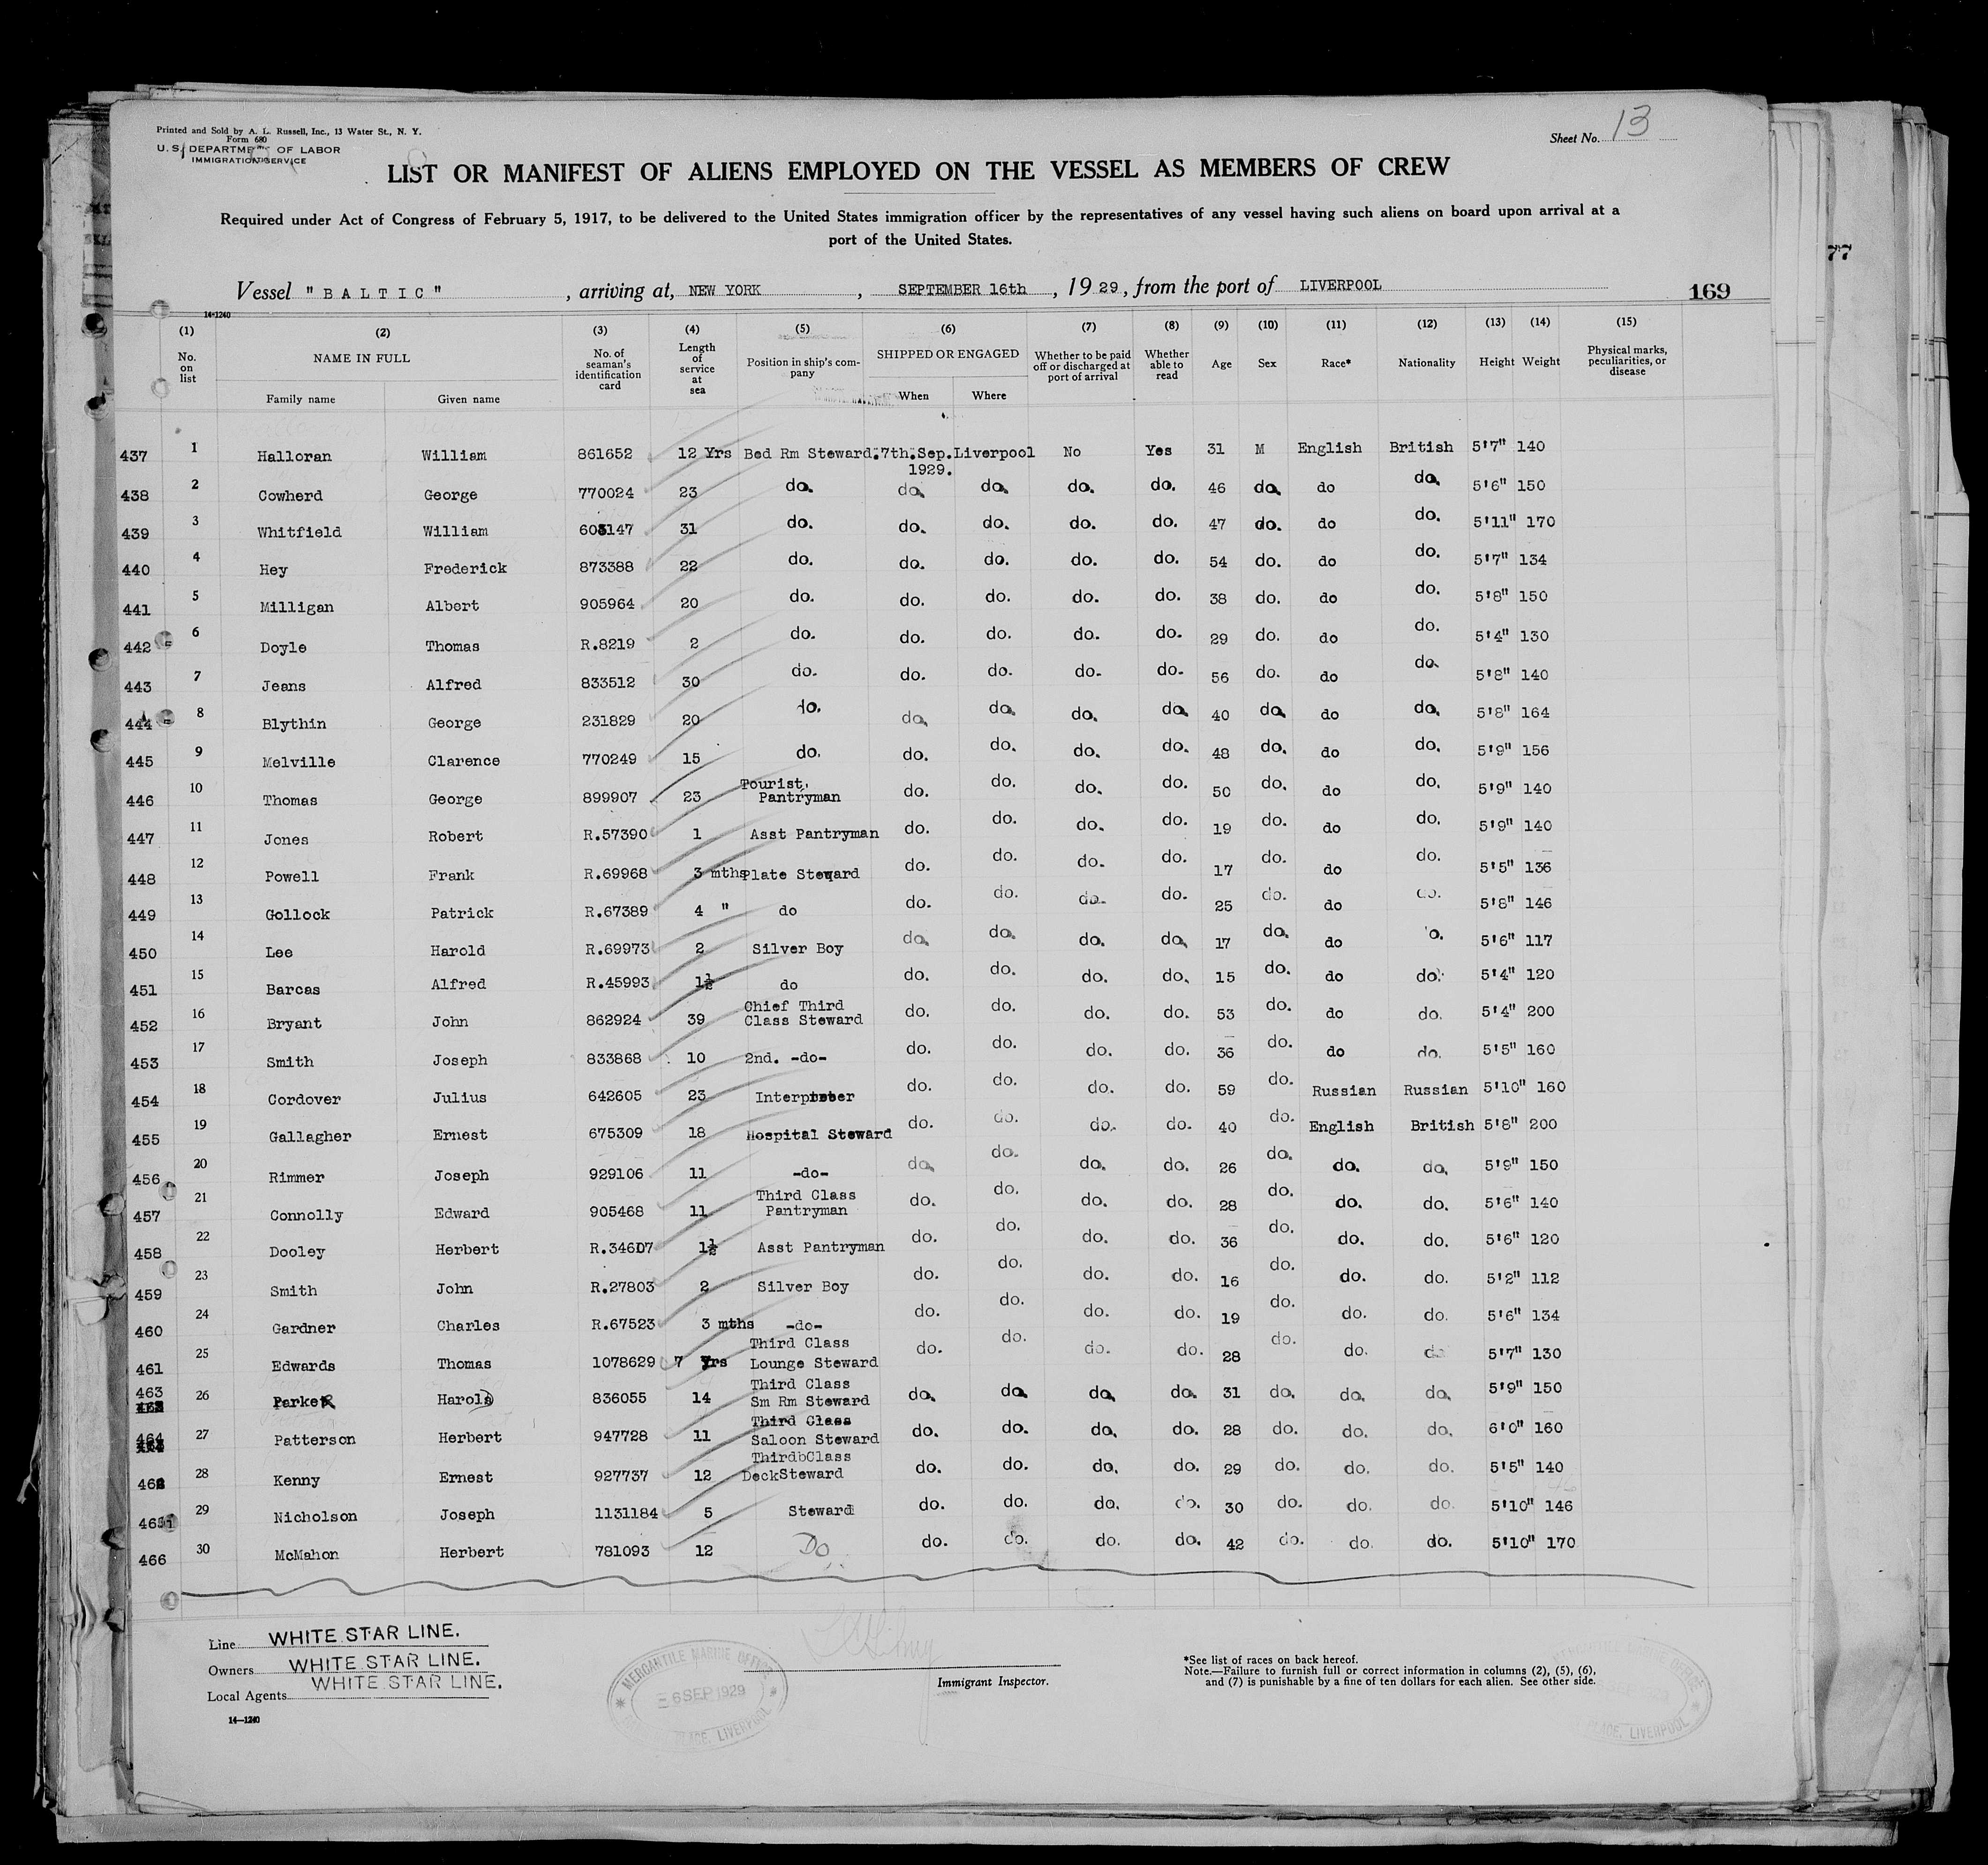 Printed and Sold by A. L. Russell, Inc., 13 Water St., N. Y.
Form 680
U. S. DEPARTMENT OF LABOR
IMMIGRATION SERVICE
Sheet No. 13
LIST OR MANIFEST OF ALIENS EMPLOYED ON THE VESSEL AS MEMBERS OF CREW
Required under Act of Congress of February 5, 1917, to be delivered to the United States immigration officer by the representatives of any vessel having such aliens on board upon arrival at a
port of the United States.
Vessel "BALTIC", arriving at, NEW YORK, SEPTEMBER 16th, 1929, from the port of LIVERPOOL
169
14-1240
(1) (2) (3) (4) (5) (6) (7) (8) (9) (10) (11) (12) (13) (14) (15)
No. on list NAME IN FULL No. of seaman's identification card Length of service at sea Position in ship's company SHIPPED OR ENGAGED Whether to be paid off or discharged at port of arrival Whether able to read Age Sex Race* Nationality Height Weight Physical marks, peculiarities, or disease
Family name Given name When Where
437 1 Halloran William 861652 12 Yrs Bed Rm Steward. 7th.Sep. Liverpool No Yes 31 M English British 5'7" 140
1929.
438 2 Cowherd George 770024 23 do. do. do. do. do. 46 do. do do. 5'6" 150
439 3 Whitfield William 603147 31 do. do. do. do. do. 47 do. do do. 5'11" 170
440 4 Hey Frederick 873388 22 do. do. do. do. do. 54 do. do do. 5'7" 134
441 5 Milligan Albert 905964 20 do. do. do. do. do. 38 do. do do. 5'8" 150
442 6 Doyle Thomas R.8219 2 do. do. do. do. do. 29 do. do do. 5'4" 130
443 7 Jeans Alfred 833512 30 do. do. do. do. do. 56 do. do do. 5'8" 140
444 8 Blythin George 231829 20 do. do. do. do. do. 40 do. do do. 5'8" 164
445 9 Melville Clarence 770249 15 do. do. do. do. do. 48 do. do do. 5'9" 156
446 10 Thomas George 899907 23 Tourist. Pantryman do. do. do. do. 50 do. do do. 5'9" 140
447 11 Jones Robert R.57390 1 Asst Pantryman do. do. do. do. 19 do. do do. 5'9" 140
448 12 Powell Frank R.69968 3 mths Plate Steward do. do. do. do. 17 do. do do. 5'5" 136
449 13 Gollock Patrick R.67389 4 " do do. do. do. do. 25 do. do do. 5'8" 146
450 14 Lee Harold R.69973 2 Silver Boy do. do. do. do. 17 do. do do. 5'6" 117
451 15 Barcas Alfred R.45993 1½ do do. do. do. do. 15 do. do do. 5'4" 120
452 16 Bryant John 862924 39 Chief Third Class Steward do. do. do. do. 53 do. do do. 5'4" 200
453 17 Smith Joseph 833868 10 2nd. -do- do. do. do. do. 36 do. do do. 5'5" 160
454 18 Cordover Julius 642605 23 Interpreter do. do. do. do. 59 do. Russian Russian 5'10" 160
455 19 Gallagher Ernest 675309 18 Hospital Steward do. do. do. do. 40 do. English British 5'8" 200
456 20 Rimmer Joseph 929106 11 -do- do. do. do. do. 26 do. do. do. 5'9" 150
457 21 Connolly Edward 905468 11 Third Class Pantryman do. do. do. do. 28 do. do. do. 5'6" 140
458 22 Dooley Herbert R.34607 1½ Asst Pantryman do. do. do. do. 36 do. do. do. 5'6" 120
459 23 Smith John R.27803 2 Silver Boy do. do. do. do. 16 do. do. do. 5'2" 112
460 24 Gardner Charles R.67523 3 mths -do- do. do. do. do. 19 do. do. do. 5'6" 134
461 25 Edwards Thomas 1078629 7 Yrs Third Class Lounge Steward do. do. do. do. 28 do. do. do. 5'7" 130
463 26 Parker Harold 836055 14 Third Class Sm Rm Steward do. do. do. do. 31 do. do. do. 5'9" 150
464 27 Patterson Herbert 947728 11 Third Class Saloon Steward do. do. do. do. 28 do. do. do. 6'0" 160
28 Kenny Ernest 927737 12 ThirdbClass DeckSteward do. do. do. do. 29 do. do. do. 5'5" 140
465 29 Nicholson Joseph 1131184 5 Steward do. do. do. do. 30 do. do. do. 5'10" 146
466 30 McMahon Herbert 781093 12 Do do. do. do. do. 42 do. do. do. 5'10" 170
Line WHITE STAR LINE.
Owners WHITE STAR LINE.
Local Agents WHITE STAR LINE.
14—1240
MERCANTILE MARINE OFFICE
6 SEP 1929
PLACE, LIVERPOOL
Immigrant Inspector.
*See list of races on back hereof.
Note.—Failure to furnish full or correct information in columns (2), (5), (6),
and (7) is punishable by a fine of ten dollars for each alien. See other side.
PLACE, LIVERPOOL
77